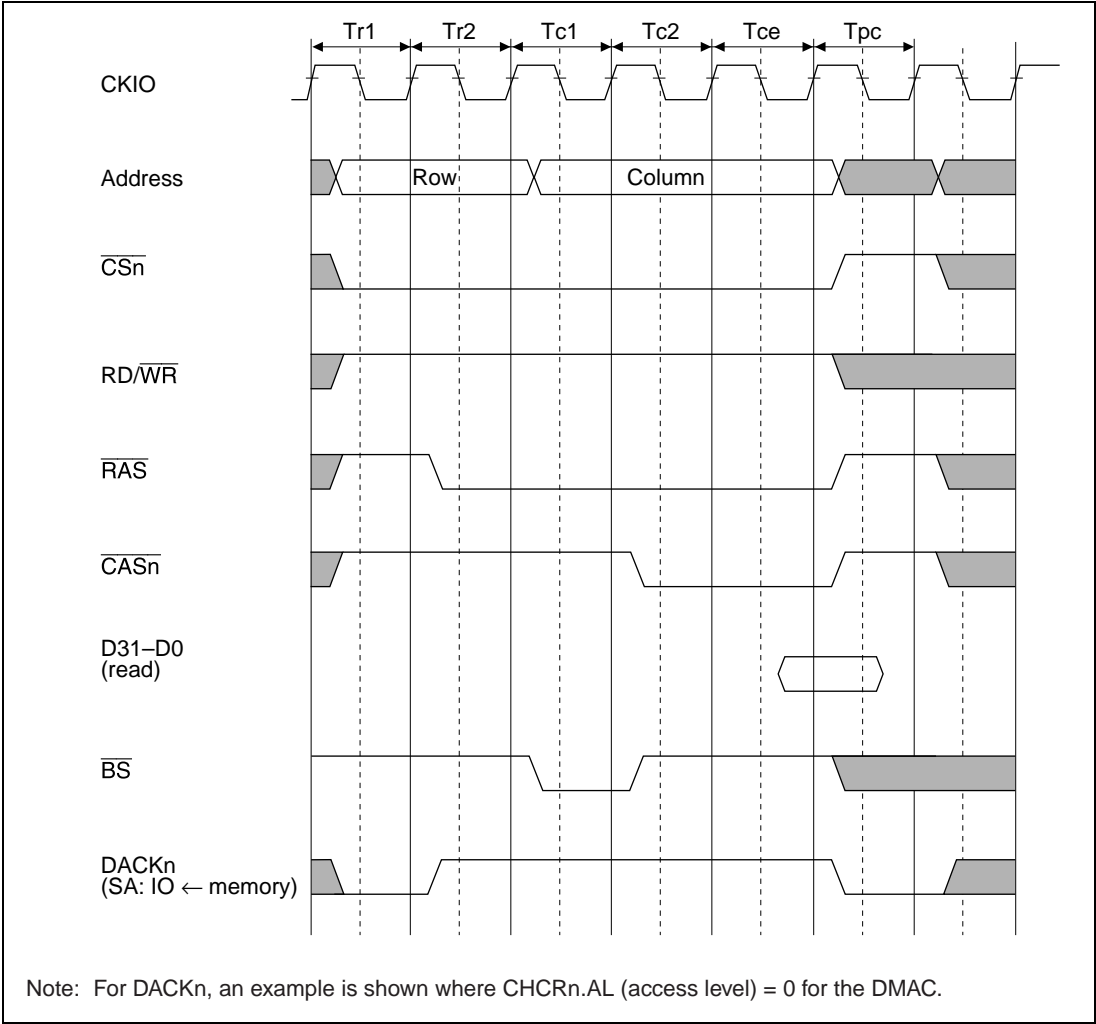 Tr1 Tr2 Tc1 Tc2 Tce Tpc
CKIO
Address
Row
Column
CSn
RD/WR
RAS
CASn
D31–D0
(read)
BS
DACKn
(SA: IO ← memory)
Note: For DACKn, an example is shown where CHCRn.AL (access level) = 0 for the DMAC.